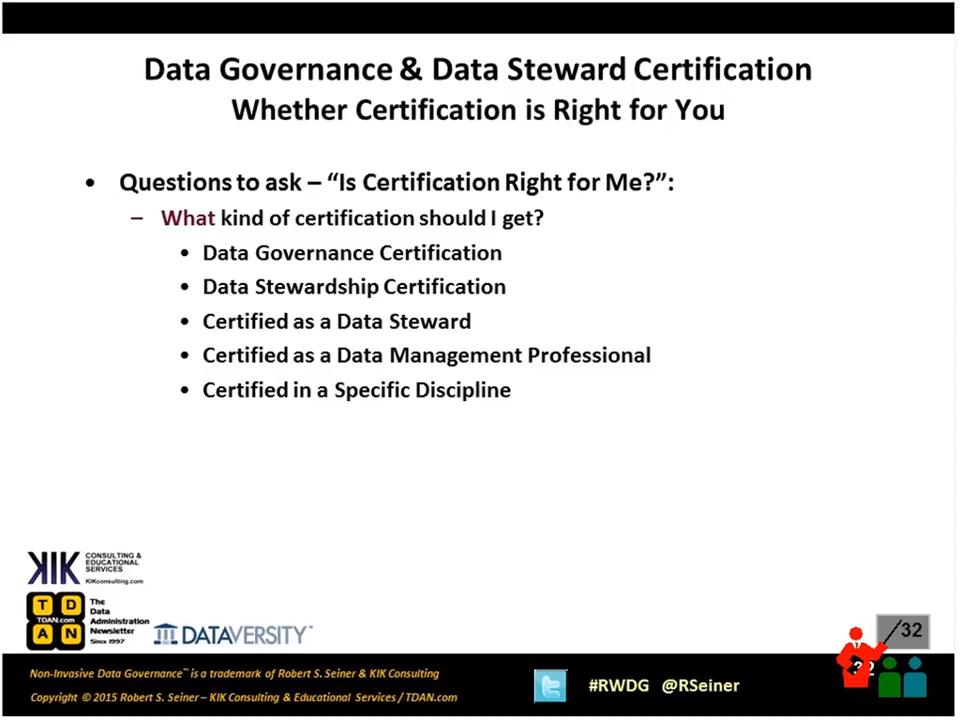 Data Governance & Data Steward Certification
Whether Certification is Right for You
• Questions to ask – “Is Certification Right for Me?”:
– What kind of certification should I get?
• Data Governance Certification
• Data Stewardship Certification
• Certified as a Data Steward
• Certified as a Data Management Professional
• Certified in a Specific Discipline
KIK
CONSULTING &
EDUCATIONAL
SERVICES
KIKconsulting.com
T D
TDAN.com
A N
The
Data
Administration
Newsletter
Since 1997
DATAVERSITY™
/32
32
Non-Invasive Data Governance™ is a trademark of Robert S. Seiner & KIK Consulting
Copyright © 2015 Robert S. Seiner – KIK Consulting & Educational Services / TDAN.com
#RWDG @RSeiner